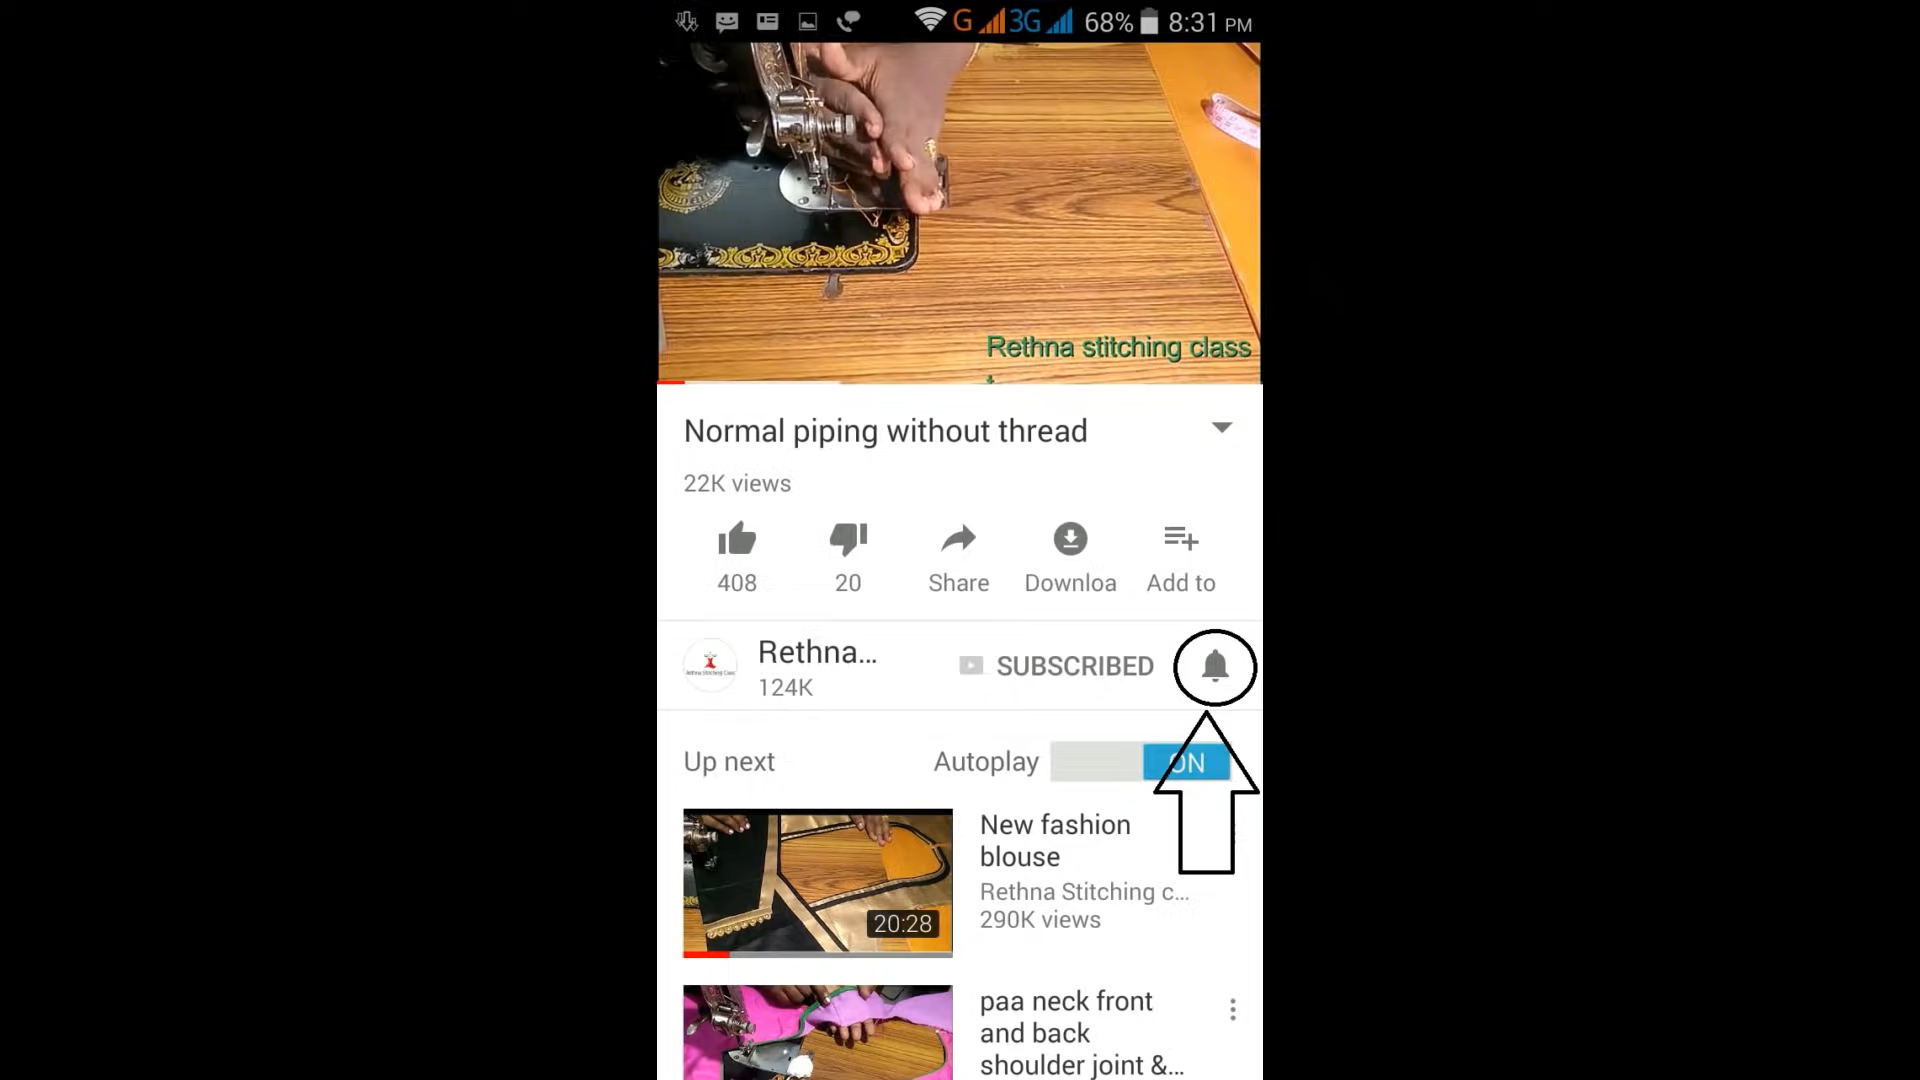 G 3G 68% 8:31 PM
Rethna stitching class
Normal piping without thread
22K views
408 20 Share Downloa Add to
Rethna...
124K
SUBSCRIBED
Up next Autoplay ON
New fashion
blouse
Rethna Stitching c...
290K views
20:28
paa neck front
and back
shoulder joint &...